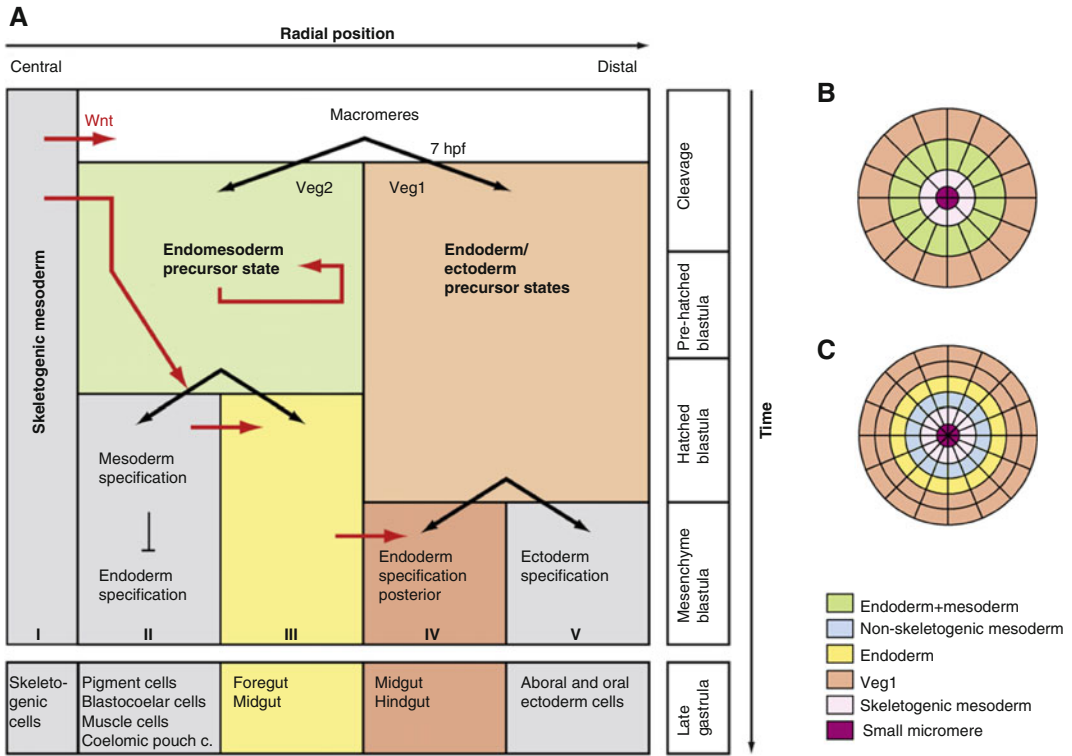 A
Radial position
Central
Distal
Wnt
Macromeres
7 hpf
Veg2
Veg1
Skeletogenic mesoderm
Endomesoderm
precursor state
Endoderm/
ectoderm
precursor states
Mesoderm
specification
Endoderm
specification
Endoderm
specification
posterior
Ectoderm
specification
I
II
III
IV
V
Skeleto-
genic
cells
Pigment cells
Blastocoelar cells
Muscle cells
Coelomic pouch c.
Foregut
Midgut
Midgut
Hindgut
Aboral and oral
ectoderm cells
Cleavage
Pre-hatched
blastula
Hatched
blastula
Mesenchyme
blastula
Late
gastrula
Time
B
C
Endoderm+mesoderm
Non-skeletogenic mesoderm
Endoderm
Veg1
Skeletogenic mesoderm
Small micromere